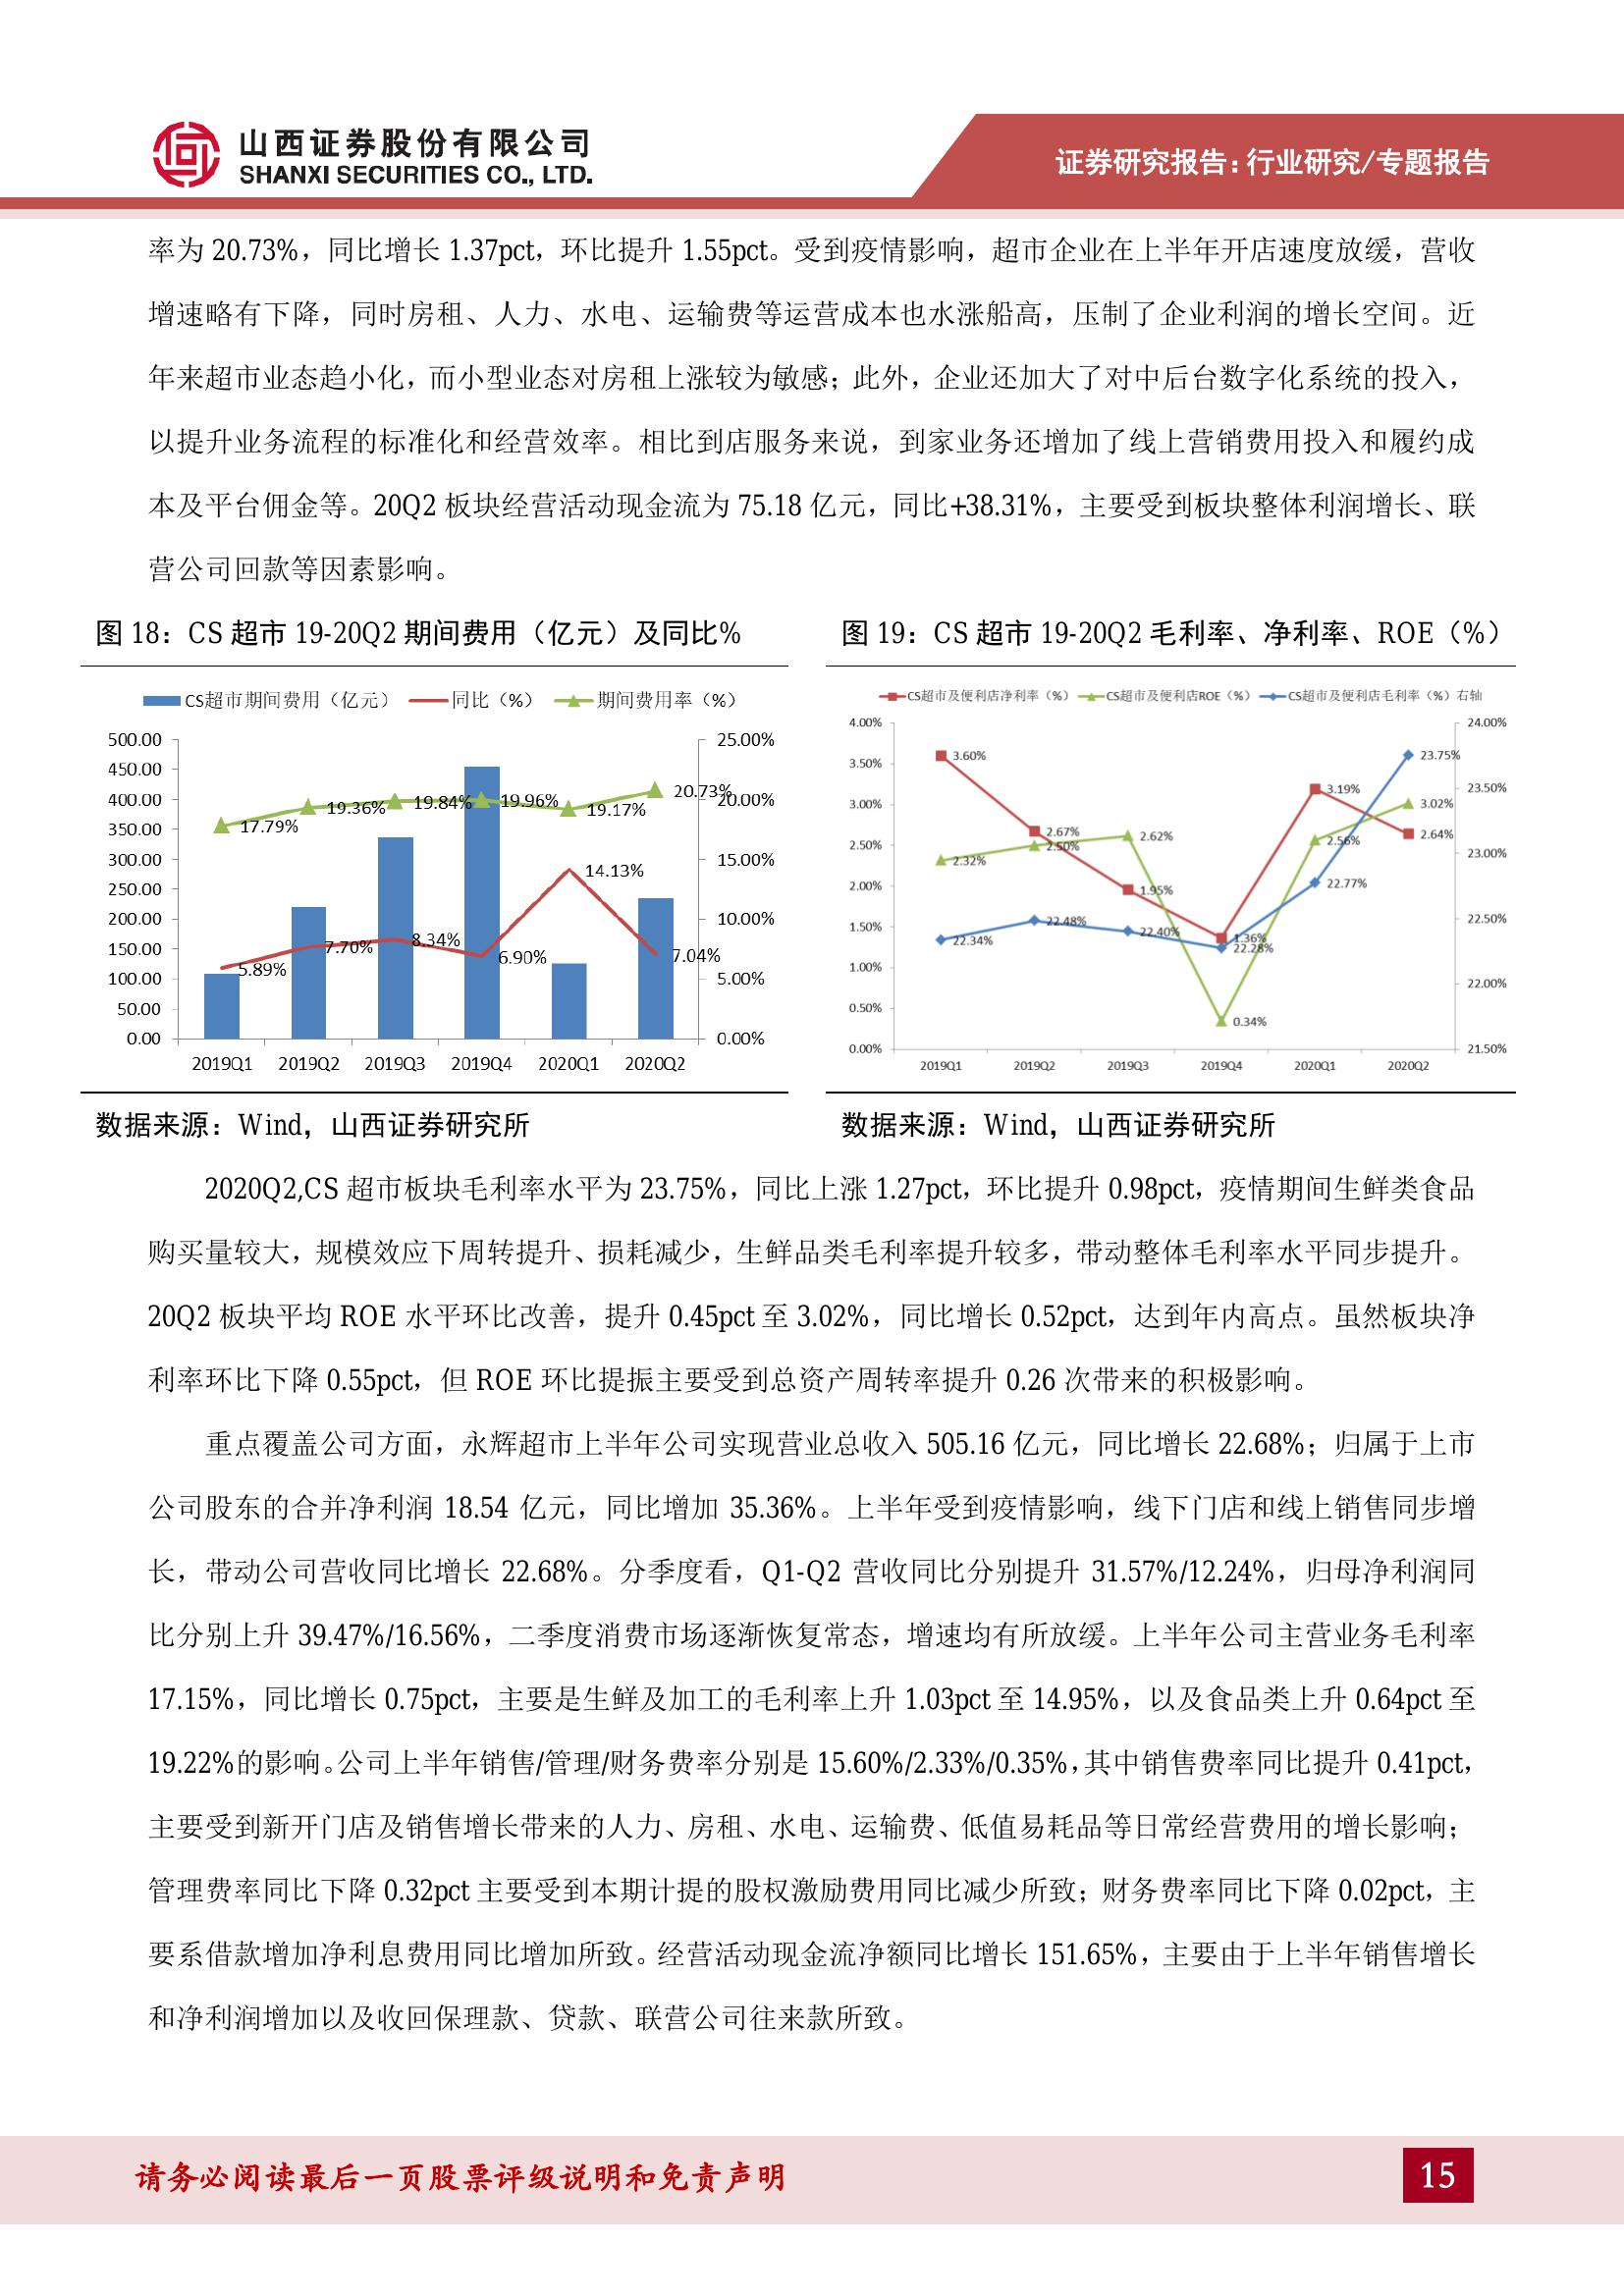 山西证券股份有限公司
SHANXI SECURITIES CO., LTD.
证券研究报告：行业研究/专题报告
率为 20.73%，同比增长 1.37pct，环比提升 1.55pct。受到疫情影响，超市企业在上半年开店速度放缓，营收
增速略有下降，同时房租、人力、水电、运输费等运营成本也水涨船高，压制了企业利润的增长空间。近
年来超市业态趋小化，而小型业态对房租上涨较为敏感；此外，企业还加大了对中后台数字化系统的投入，
以提升业务流程的标准化和经营效率。相比到店服务来说，到家业务还增加了线上营销费用投入和履约成
本及平台佣金等。20Q2 板块经营活动现金流为 75.18 亿元，同比+38.31%，主要受到板块整体利润增长、联
营公司回款等因素影响。
图 18：CS 超市 19-20Q2 期间费用（亿元）及同比%
CS超市期间费用（亿元） 同比（%） 期间费用率（%）
500.00
450.00
400.00
350.00
300.00
250.00
200.00
150.00
100.00
50.00
0.00
25.00%
20.00%
15.00%
10.00%
5.00%
0.00%
17.79%
19.36%
19.84%
19.96%
19.17%
20.73%
5.89%
7.70%
8.34%
6.90%
14.13%
7.04%
2019Q1 2019Q2 2019Q3 2019Q4 2020Q1 2020Q2
数据来源：Wind，山西证券研究所
图 19：CS 超市 19-20Q2 毛利率、净利率、ROE（%）
CS超市及便利店净利率（%） CS超市及便利店ROE（%） CS超市及便利店毛利率（%）右轴
4.00%
3.50%
3.00%
2.50%
2.00%
1.50%
1.00%
0.50%
0.00%
24.00%
23.50%
23.00%
22.50%
22.00%
21.50%
3.60%
2.67%
1.95%
1.36%
3.19%
2.64%
2.32%
2.50%
2.62%
0.34%
2.56%
3.02%
22.34%
22.48%
22.40%
22.28%
22.77%
23.75%
2019Q1 2019Q2 2019Q3 2019Q4 2020Q1 2020Q2
数据来源：Wind，山西证券研究所
2020Q2,CS 超市板块毛利率水平为 23.75%，同比上涨 1.27pct，环比提升 0.98pct，疫情期间生鲜类食品
购买量较大，规模效应下周转提升、损耗减少，生鲜品类毛利率提升较多，带动整体毛利率水平同步提升。
20Q2 板块平均 ROE 水平环比改善，提升 0.45pct 至 3.02%，同比增长 0.52pct，达到年内高点。虽然板块净
利率环比下降 0.55pct，但 ROE 环比提振主要受到总资产周转率提升 0.26 次带来的积极影响。
重点覆盖公司方面，永辉超市上半年公司实现营业总收入 505.16 亿元，同比增长 22.68%；归属于上市
公司股东的合并净利润 18.54 亿元，同比增加 35.36%。上半年受到疫情影响，线下门店和线上销售同步增
长，带动公司营收同比增长 22.68%。分季度看，Q1-Q2 营收同比分别提升 31.57%/12.24%，归母净利润同
比分别上升 39.47%/16.56%，二季度消费市场逐渐恢复常态，增速均有所放缓。上半年公司主营业务毛利率
17.15%，同比增长 0.75pct，主要是生鲜及加工的毛利率上升 1.03pct 至 14.95%，以及食品类上升 0.64pct 至
19.22%的影响。公司上半年销售/管理/财务费率分别是 15.60%/2.33%/0.35%，其中销售费率同比提升 0.41pct，
主要受到新开门店及销售增长带来的人力、房租、水电、运输费、低值易耗品等日常经营费用的增长影响；
管理费率同比下降 0.32pct 主要受到本期计提的股权激励费用同比减少所致；财务费率同比下降 0.02pct，主
要系借款增加净利息费用同比增加所致。经营活动现金流净额同比增长 151.65%，主要由于上半年销售增长
和净利润增加以及收回保理款、贷款、联营公司往来款所致。
请务必阅读最后一页股票评级说明和免责声明
15